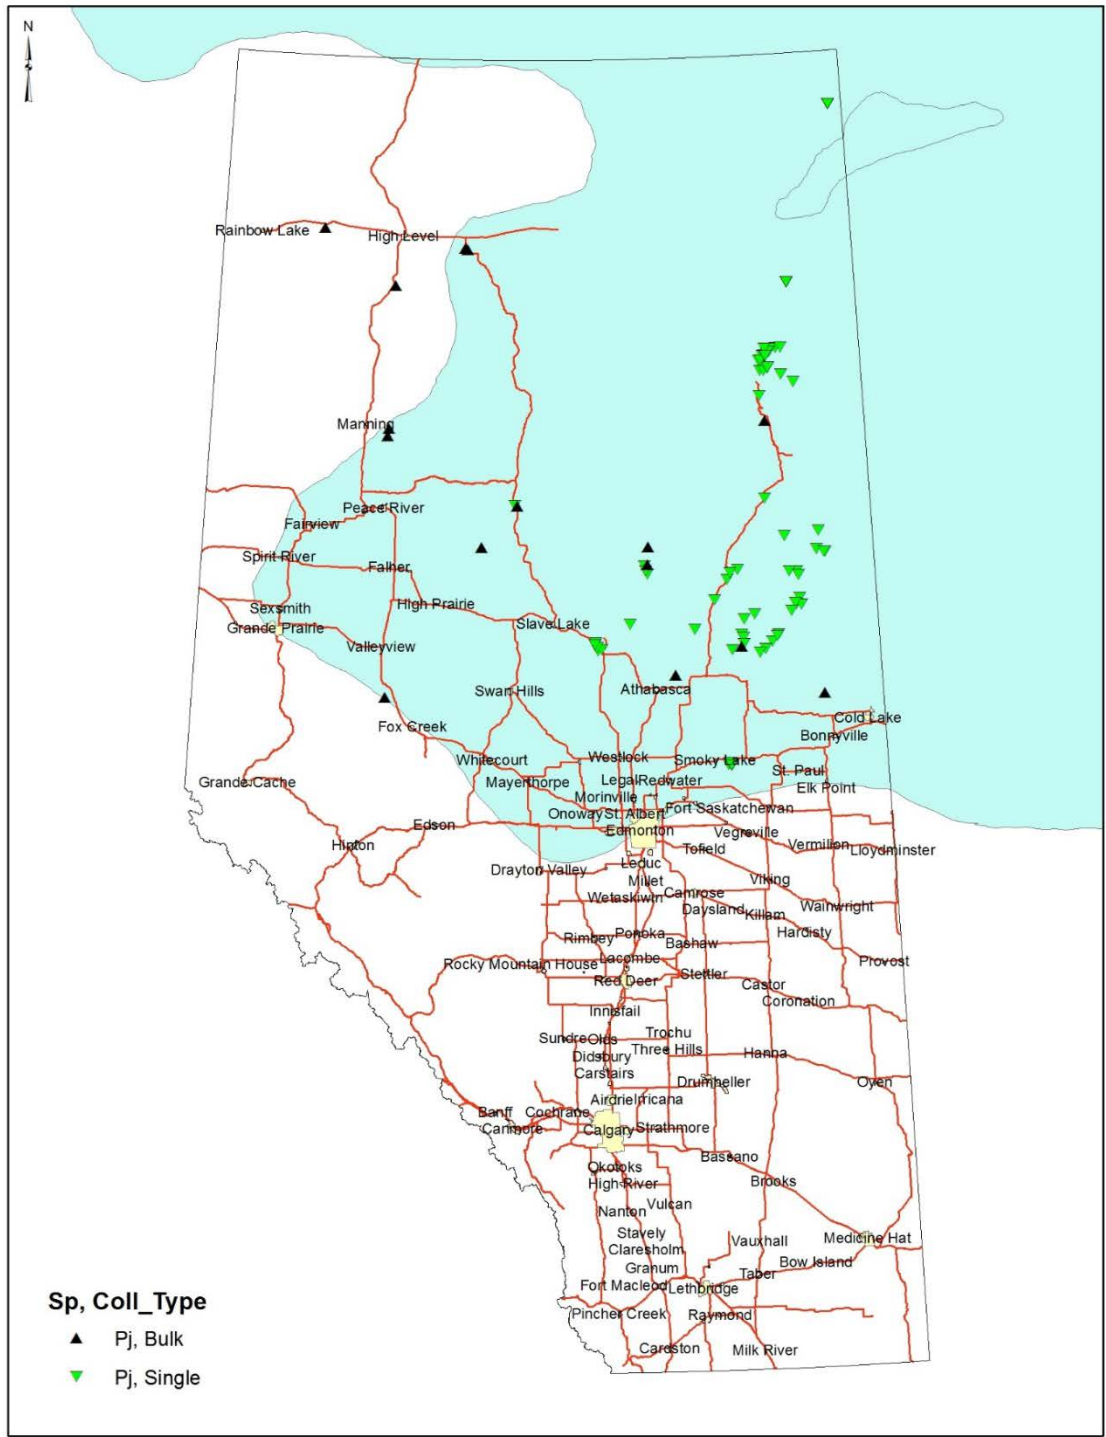 N
Rainbow Lake
High Level
Manning
Peace River
Fairview
Spirit River
Falher
Sexsmith
High Prairie
Grande Prairie
Slave Lake
Valleyview
Swan Hills
Athabasca
Fox Creek
Cold Lake
Bonnyville
Whitecourt
Westlock
Smoky Lake
St. Paul
Grande Cache
Mayerthorpe
Legal
Redwater
Elk Point
Morinville
Fort Saskatchewan
Onoway
St. Albert
Edson
Edmonton
Vegreville
Hinton
Tofield
Vermilion
Lloydminster
Drayton Valley
Leduc
Millet
Viking
Wetaskiwin
Camrose
Daysland
Killam
Wainwright
Rimbey
Ponoka
Bashaw
Hardisty
Rocky Mountain House
Lacombe
Provost
Red Deer
Stettler
Castor
Coronation
Innisfail
Sundre
Olds
Trochu
Didsbury
Three Hills
Hanna
Carstairs
Drumheller
Oyen
Airdrie
Irricana
Banff
Cochrane
Canmore
Calgary
Strathmore
Bassano
Okotoks
High River
Brooks
Nanton
Vulcan
Stavely
Vauxhall
Medicine Hat
Claresholm
Granum
Bow Island
Taber
Fort Macleod
Lethbridge
Pincher Creek
Raymond
Cardston
Milk River
Sp, Coll_Type
Pj, Bulk
Pj, Single